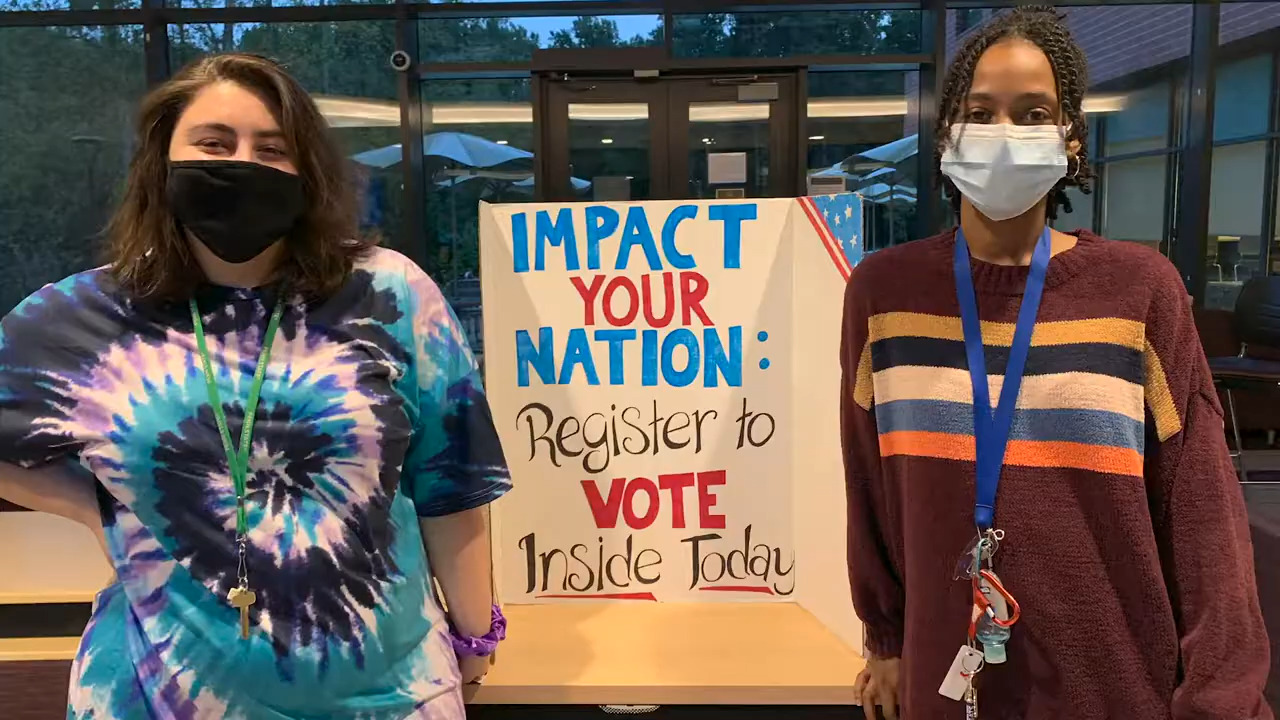 IMPACT
YOUR
NATION:
Register to
VOTE
Inside Today